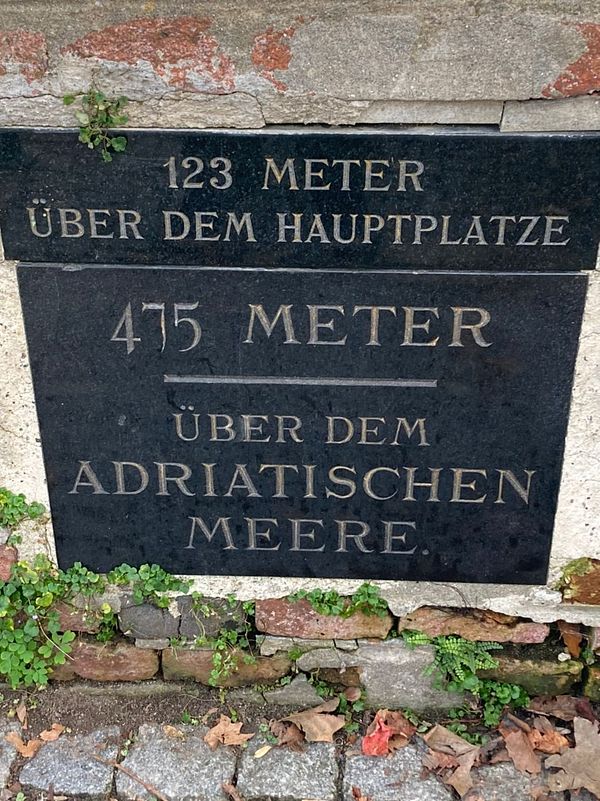 123 METER
ÜBER DEM HAUPTPLATZE
475 METER
ÜBER DEM
ADRIATISCHEN
MEERE.